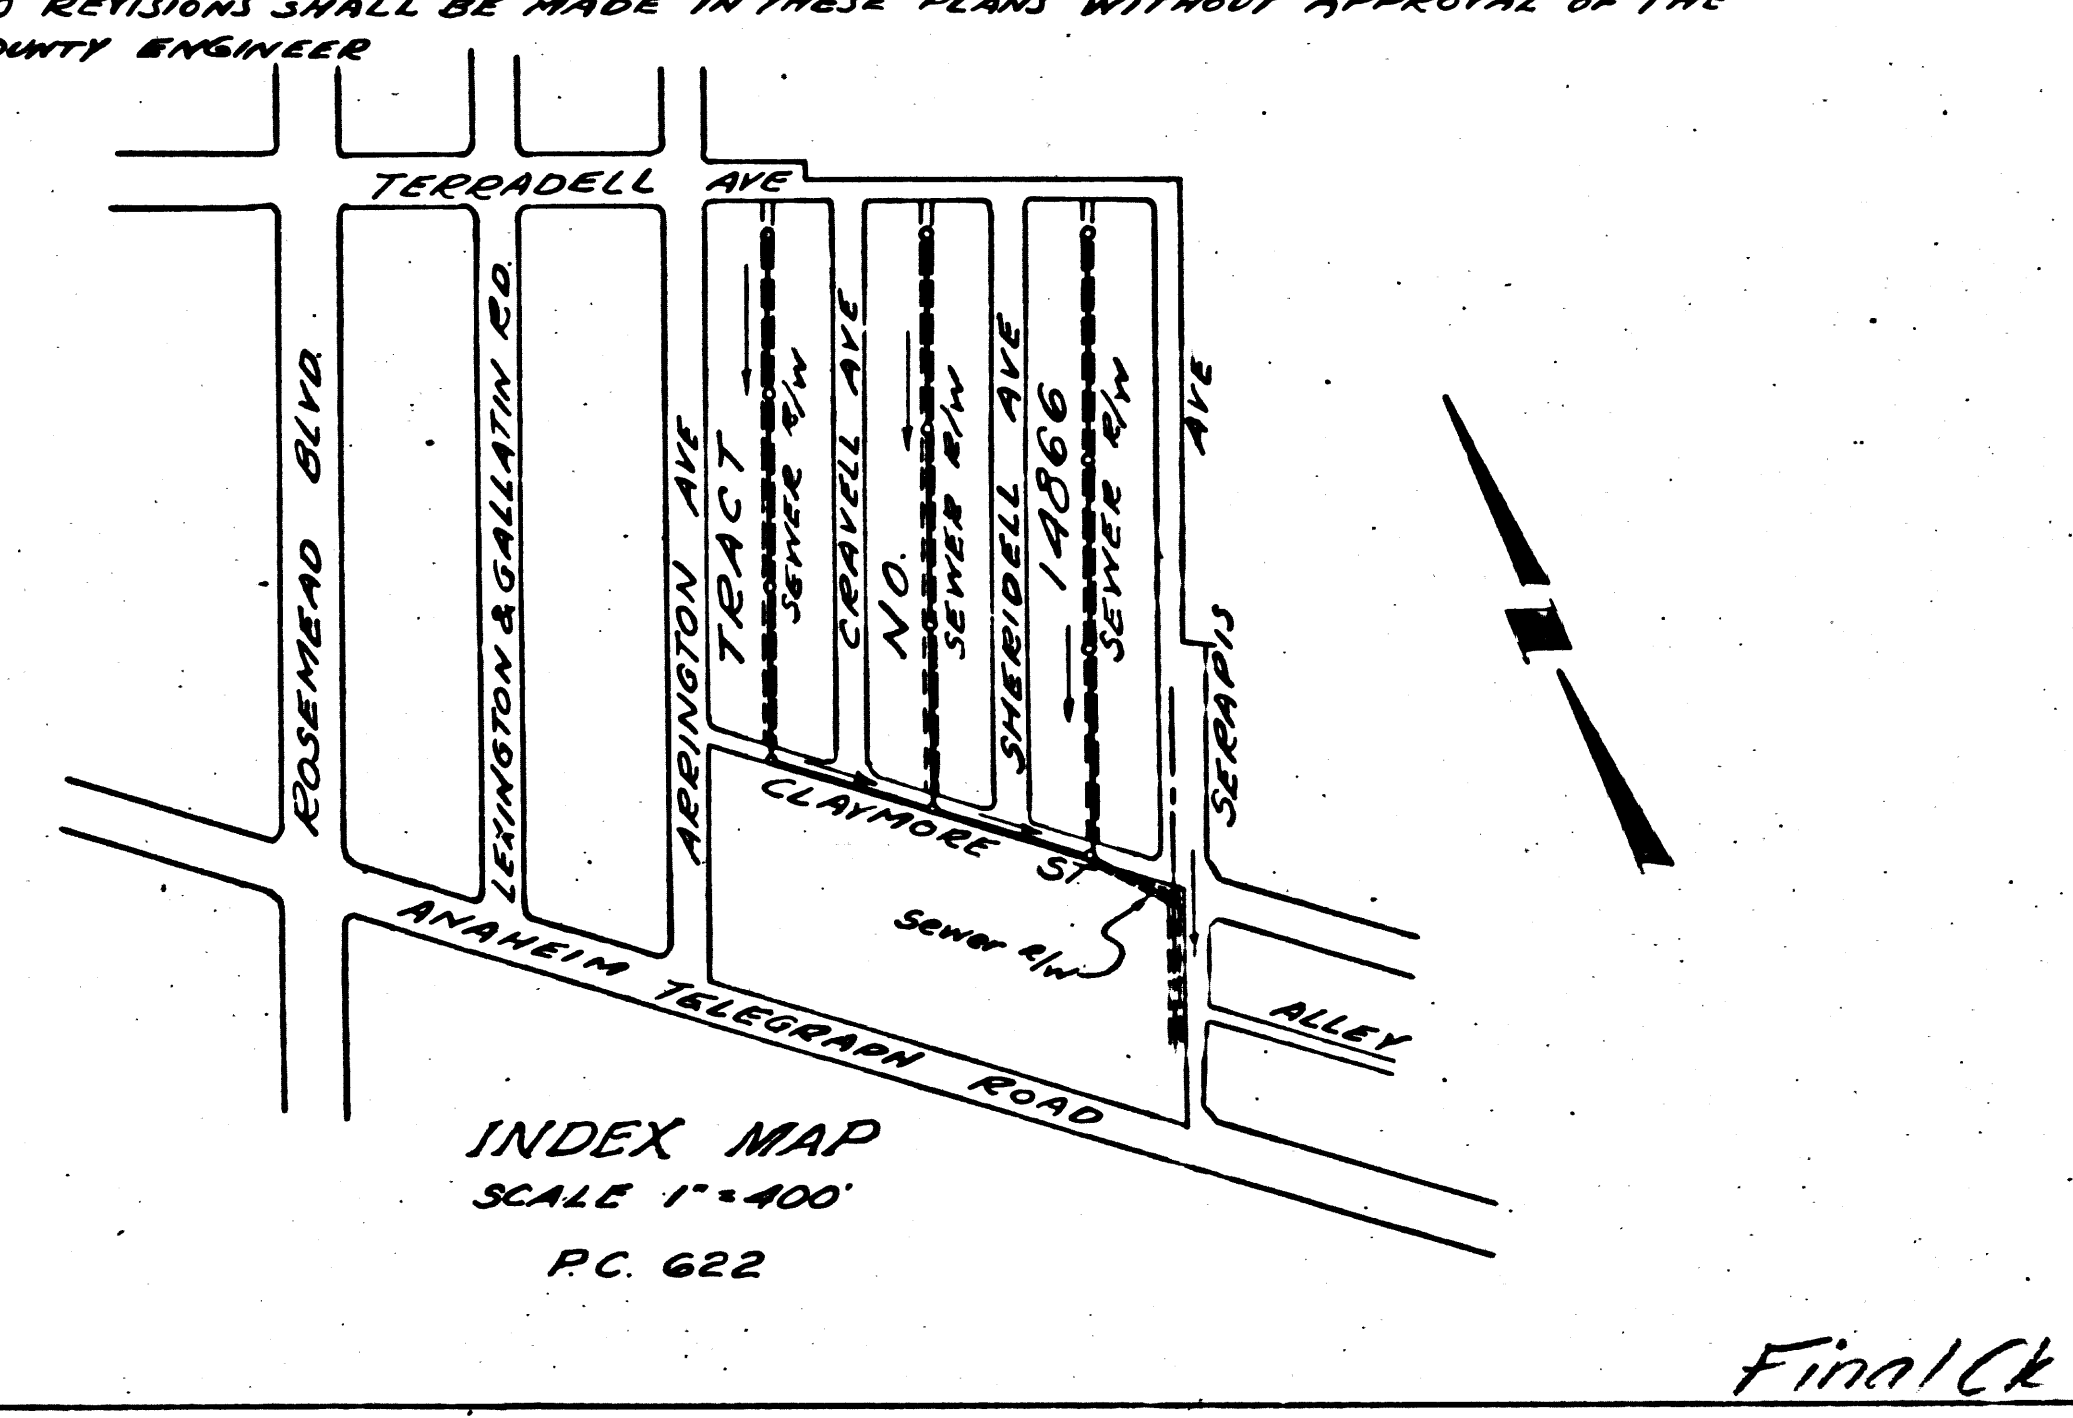 REVISIONS SHALL BE MADE IN THESE PLANS WITHOUT APPROVAL OF THE
OUNTY ENGINEER
TERRADELL AVE
ROSEMEAD BLVD.
LEXINGTON & GALLATIN RD.
ARRINGTON AVE
TRACT
SEWER R/W
CRAVELL AVE
NO.
SEWER R/W
SHERIDELL AVE
14866
SEWER R/W
SERAPIS AVE
CLAYMORE ST
Sewer R/W
ANAHEIM TELEGRAPH ROAD
ALLEY
INDEX MAP
SCALE 1"=400'
P.C. 622
Final Ck